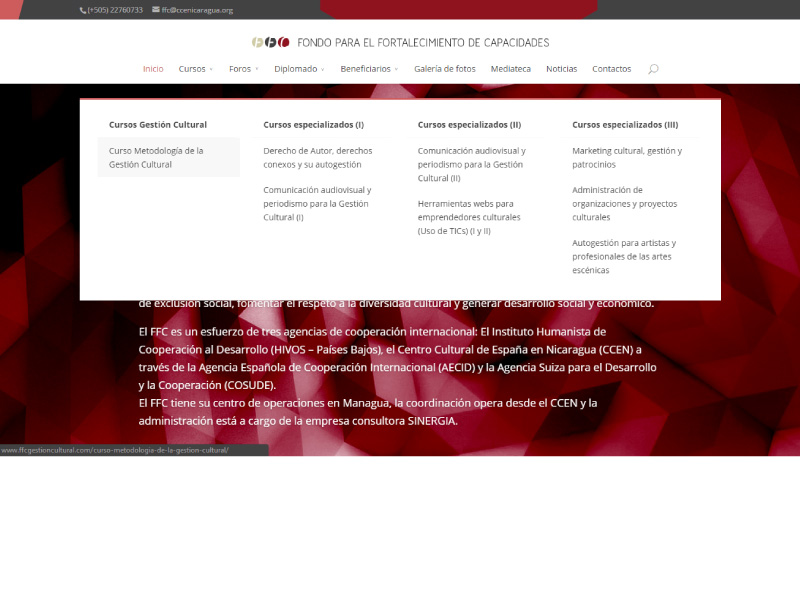 (+505) 22760733 ffc@ccenicaragua.org
FFC FONDO PARA EL FORTALECIMIENTO DE CAPACIDADES
Inicio Cursos Foros Diplomado Beneficiarios Galería de fotos Mediateca Noticias Contactos
Cursos Gestión Cultural
Curso Metodología de la
Gestión Cultural
Cursos especializados (I)
Derecho de Autor, derechos
conexos y su autogestión
Comunicación audiovisual y
periodismo para la Gestión
Cultural (I)
Cursos especializados (II)
Comunicación audiovisual y
periodismo para la Gestión
Cultural (II)
Herramientas webs para
emprendedores culturales
(Uso de TICs) (I y II)
Cursos especializados (III)
Marketing cultural, gestión y
patrocinios
Administración de
organizaciones y proyectos
culturales
Autogestión para artistas y
profesionales de las artes
escénicas
de exclusión social, fomentar el respeto a la diversidad cultural y generar desarrollo social y económico.
El FFC es un esfuerzo de tres agencias de cooperación internacional: El Instituto Humanista de
Cooperación al Desarrollo (HIVOS – Países Bajos), el Centro Cultural de España en Nicaragua (CCEN) a
través de la Agencia Española de Cooperación Internacional (AECID) y la Agencia Suiza para el Desarrollo
y la Cooperación (COSUDE).
El FFC tiene su centro de operaciones en Managua, la coordinación opera desde el CCEN y la
administración está a cargo de la empresa consultora SINERGIA.
www.ffcgestioncultural.com/curso-metodologia-de-la-gestion-cultural/